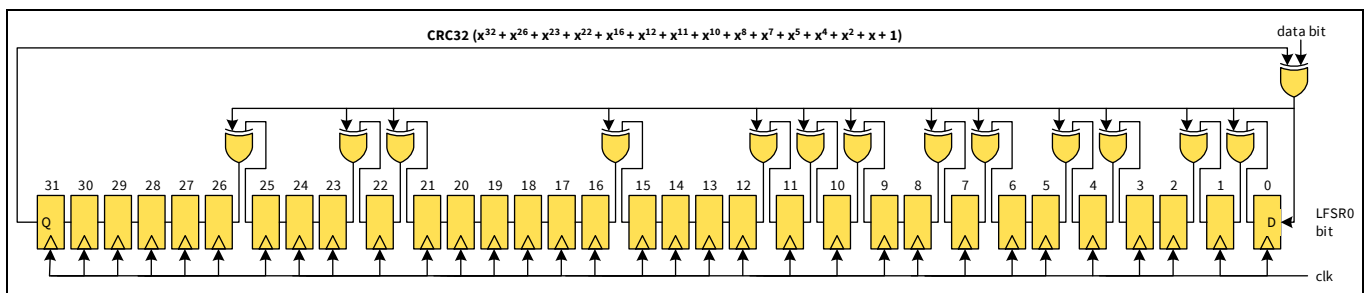 CRC32 (x³² + x²⁶ + x²³ + x²² + x¹⁶ + x¹² + x¹¹ + x¹⁰ + x⁸ + x⁷ + x⁵ + x⁴ + x² + x + 1)
data bit
31 30 29 28 27 26 25 24 23 22 21 20 19 18 17 16 15 14 13 12 11 10 9 8 7 6 5 4 3 2 1 0
Q D
LFSR0
bit
clk